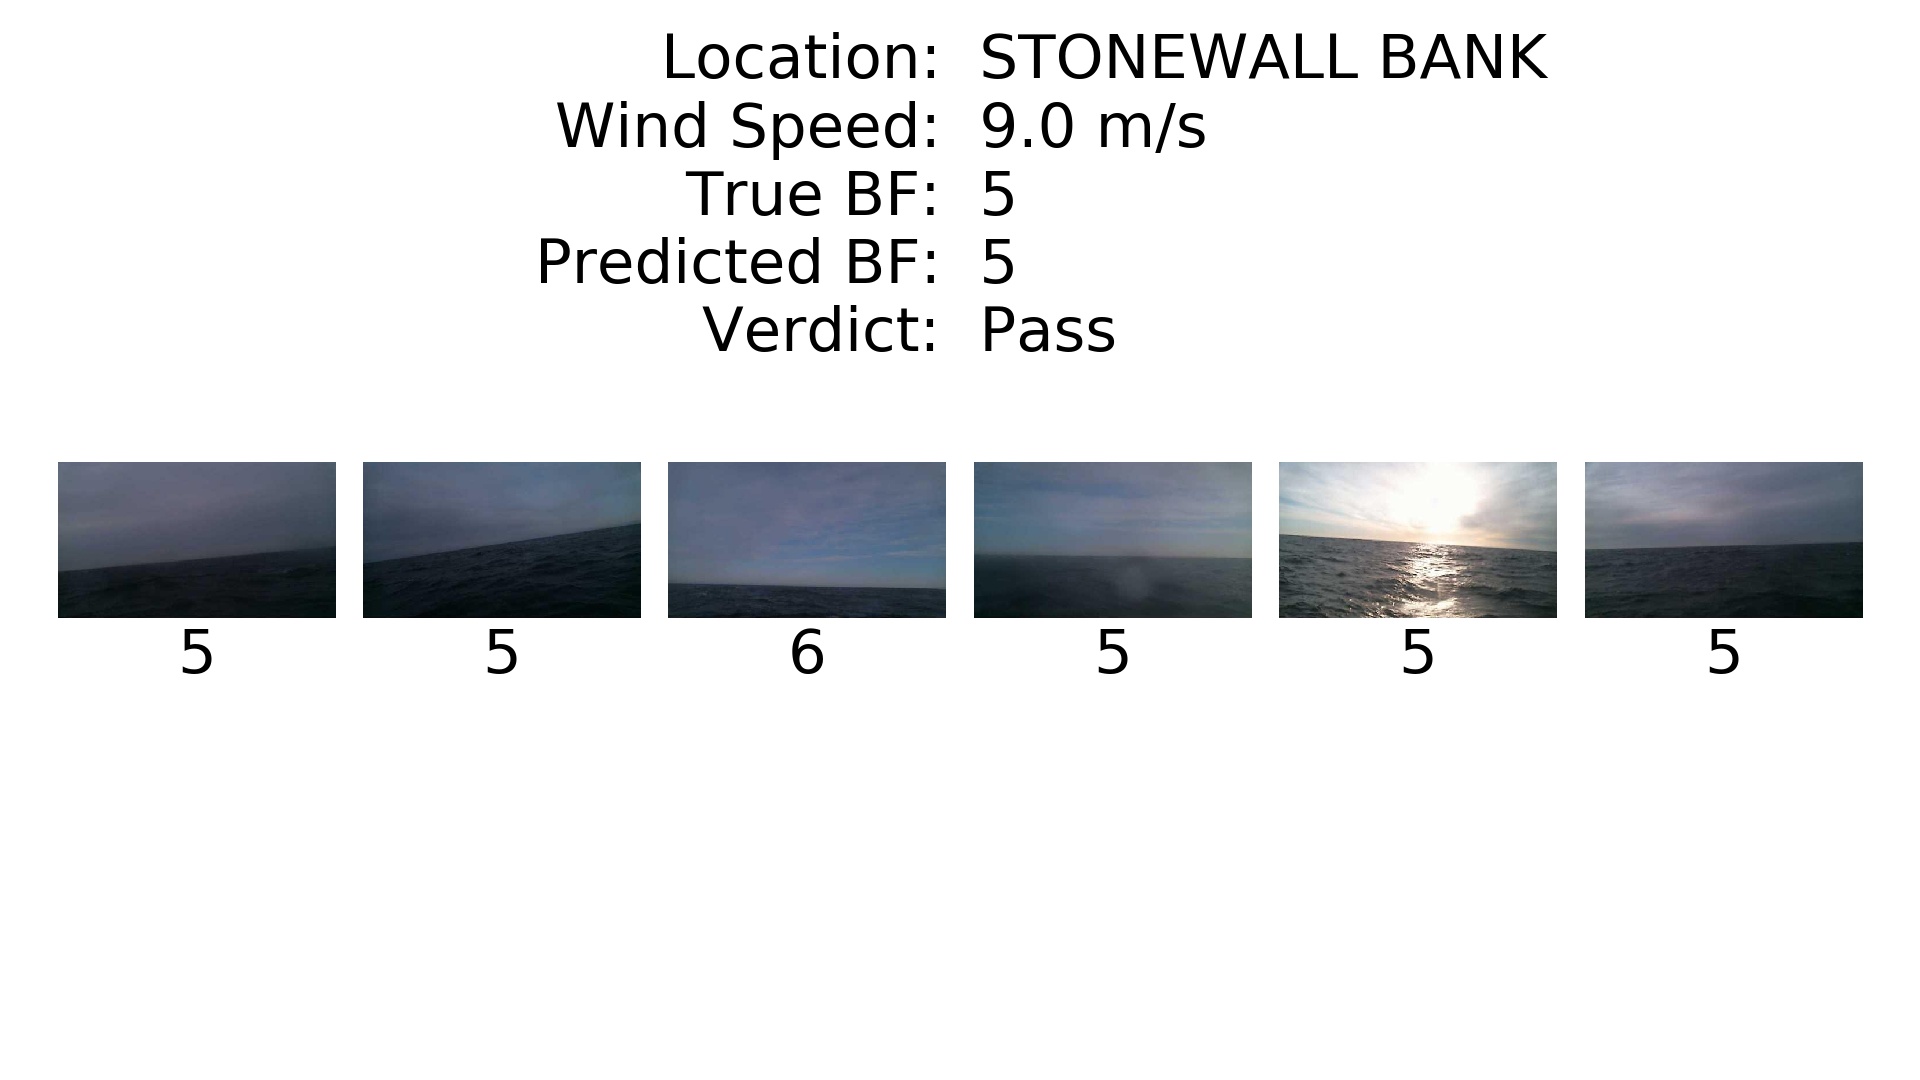 Location: STONEWALL BANK
Wind Speed: 9.0 m/s
True BF: 5
Predicted BF: 5
Verdict: Pass
5 5 6 5 5 5